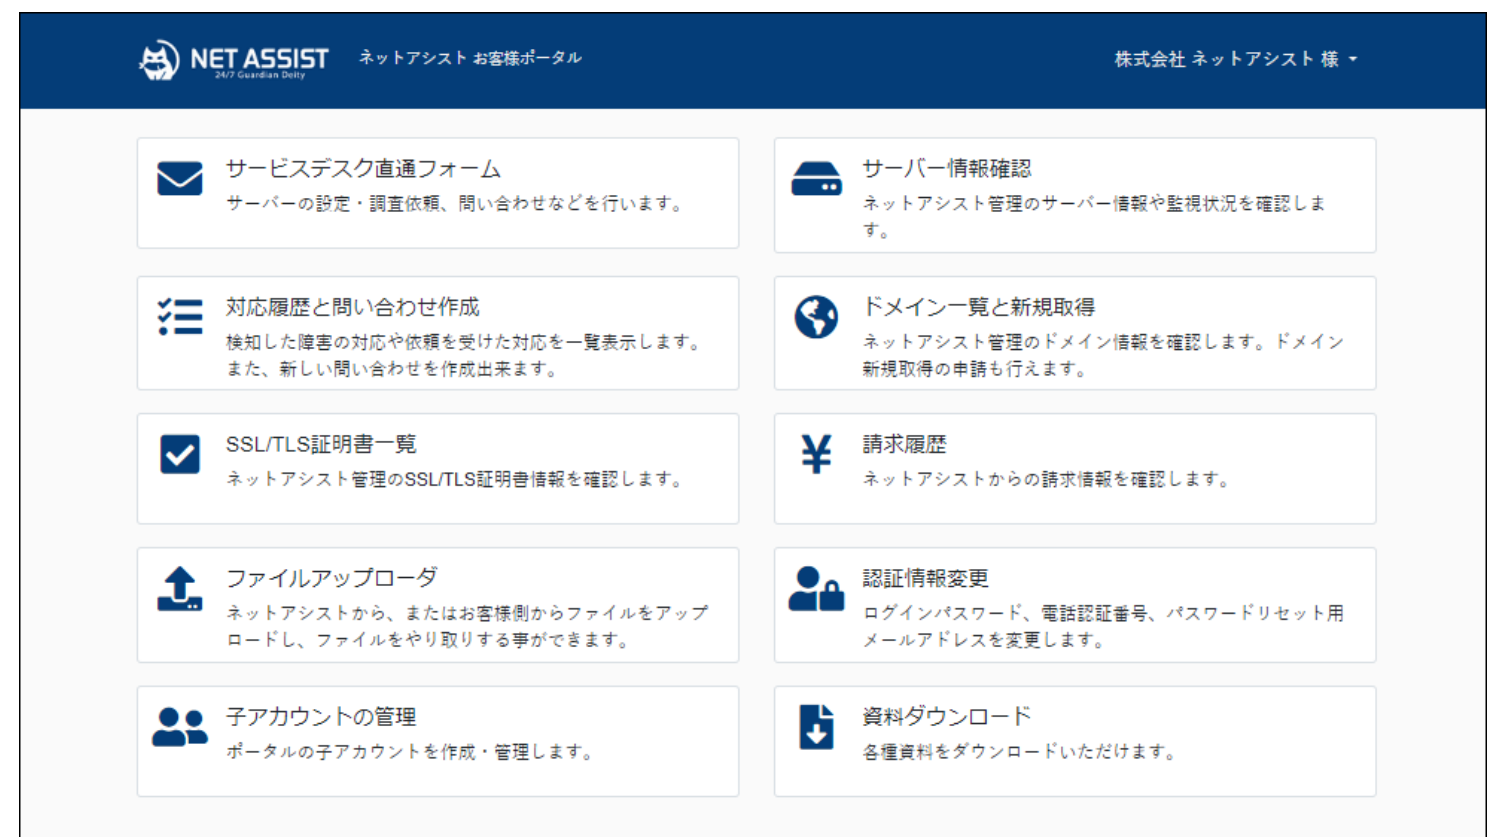 NET ASSIST
24/7 Guardian Deity
ネットアシスト お客様ポータル
株式会社 ネットアシスト 様
サービスデスク直通フォーム
サーバーの設定・調査依頼、問い合わせなどを行います。
サーバー情報確認
ネットアシスト管理のサーバー情報や監視状況を確認しま
す。
対応履歴と問い合わせ作成
検知した障害の対応や依頼を受けた対応を一覧表示します。
また、新しい問い合わせを作成出来ます。
ドメイン一覧と新規取得
ネットアシスト管理のドメイン情報を確認します。ドメイン
新規取得の申請も行えます。
SSL/TLS証明書一覧
ネットアシスト管理のSSL/TLS証明書情報を確認します。
請求履歴
ネットアシストからの請求情報を確認します。
ファイルアップローダ
ネットアシストから、またはお客様側からファイルをアップ
ロードし、ファイルをやり取りする事ができます。
認証情報変更
ログインパスワード、電話認証番号、パスワードリセット用
メールアドレスを変更します。
子アカウントの管理
ポータルの子アカウントを作成・管理します。
資料ダウンロード
各種資料をダウンロードいただけます。